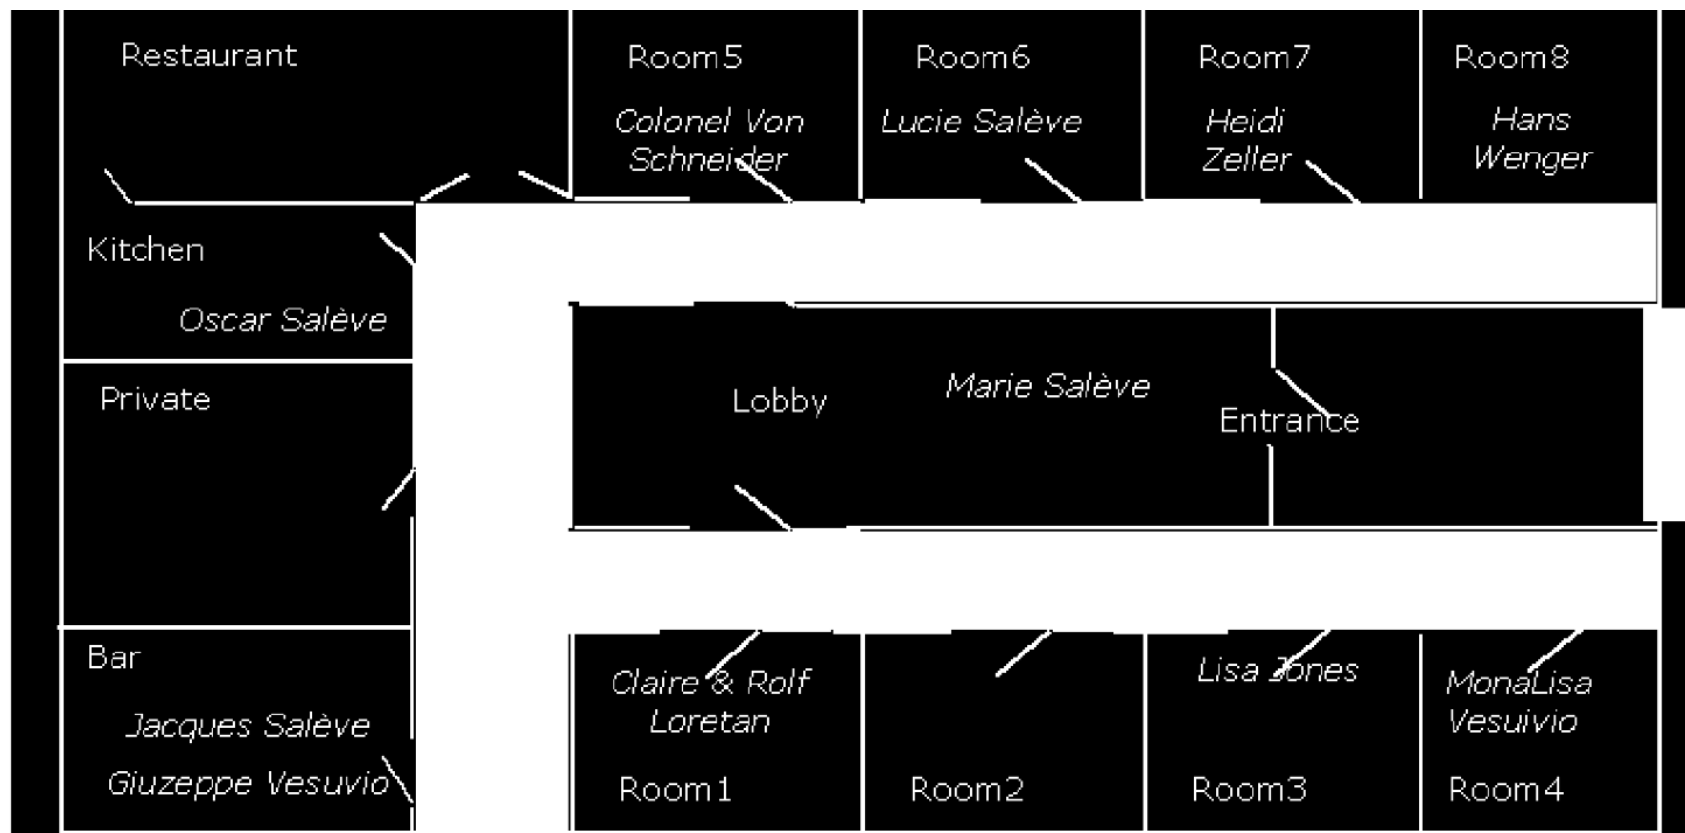 Restaurant
Room5
Room6
Room7
Room8
Colonel Von
Schneider
Lucie Salève
Heidi
Zeller
Hans
Wenger
Kitchen
Oscar Salève
Private
Lobby
Marie Salève
Entrance
Bar
Jacques Salève
Giuzeppe Vesuvio
Claire & Rolf
Loretan
Lisa Jones
MonaLisa
Vesuivio
Room1
Room2
Room3
Room4